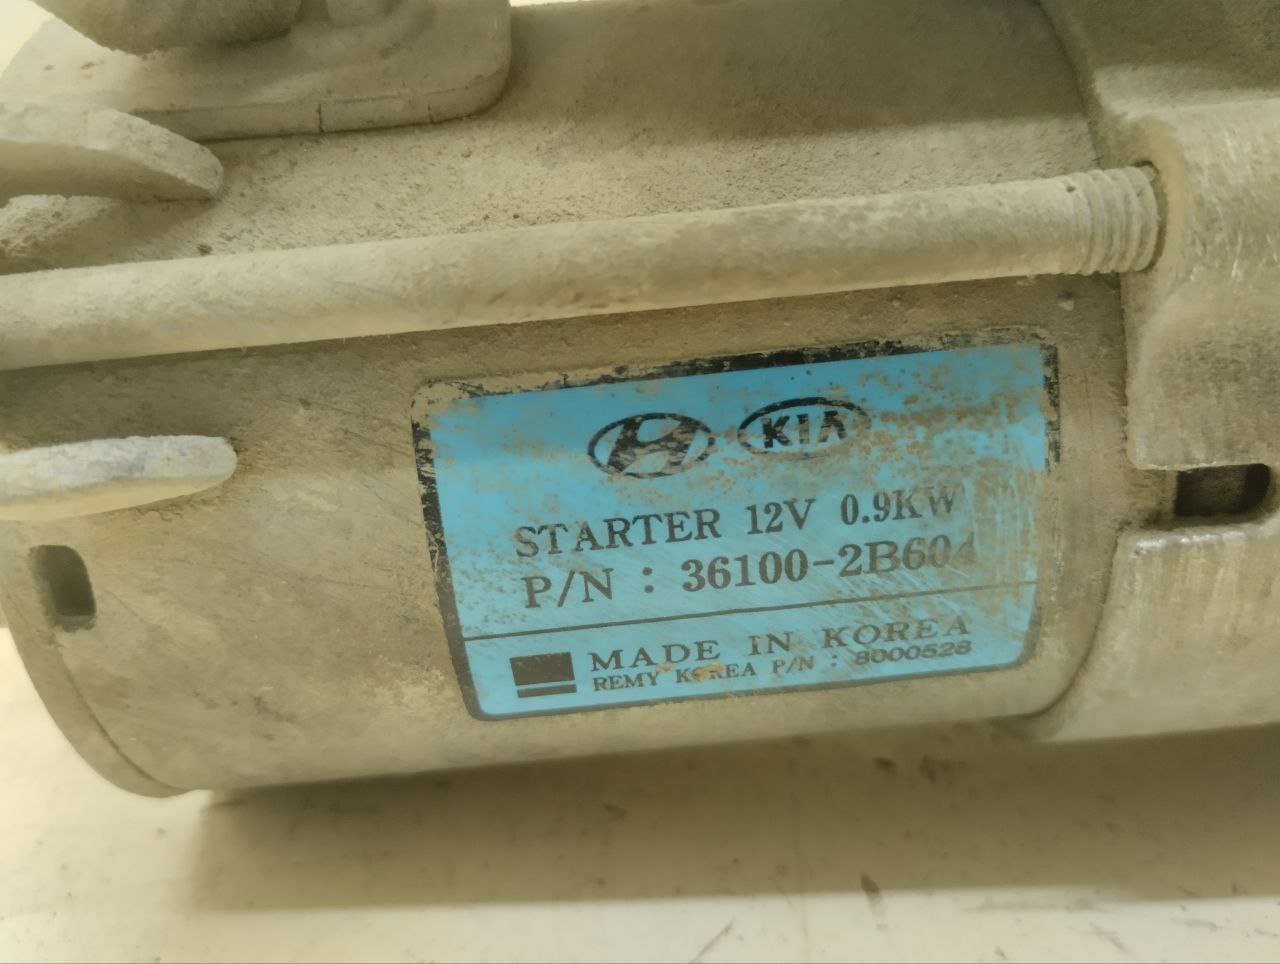 KIA
STARTER 12V 0.9KW
P/N : 36100-2B604
MADE IN KOREA
REMY KOREA P/N : 8000528